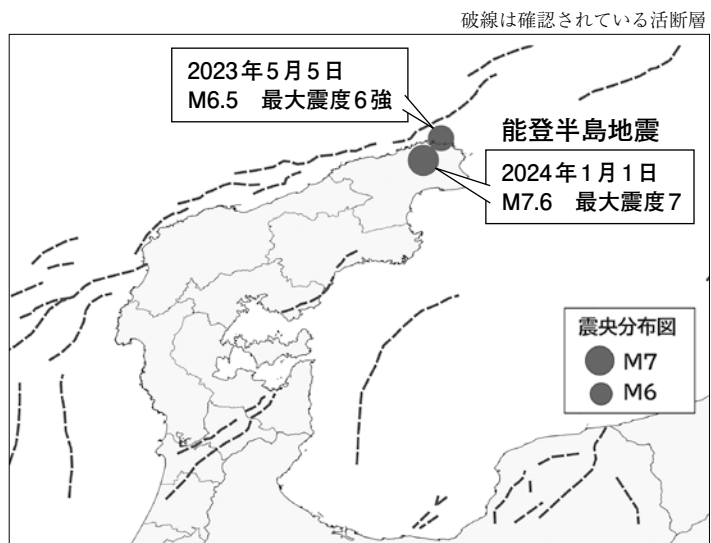 破線は確認されている活断層
2023年5月5日
M6.5 最大震度6強
能登半島地震
2024年1月1日
M7.6 最大震度7
震央分布図
M7
M6